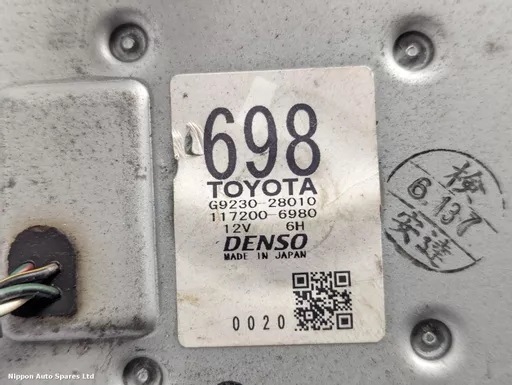 698
TOYOTA
G9230-28010
117200-6980
12V 6H
DENSO
MADE IN JAPAN
0020
検
6.137
安達
Nippon Auto Spares Ltd